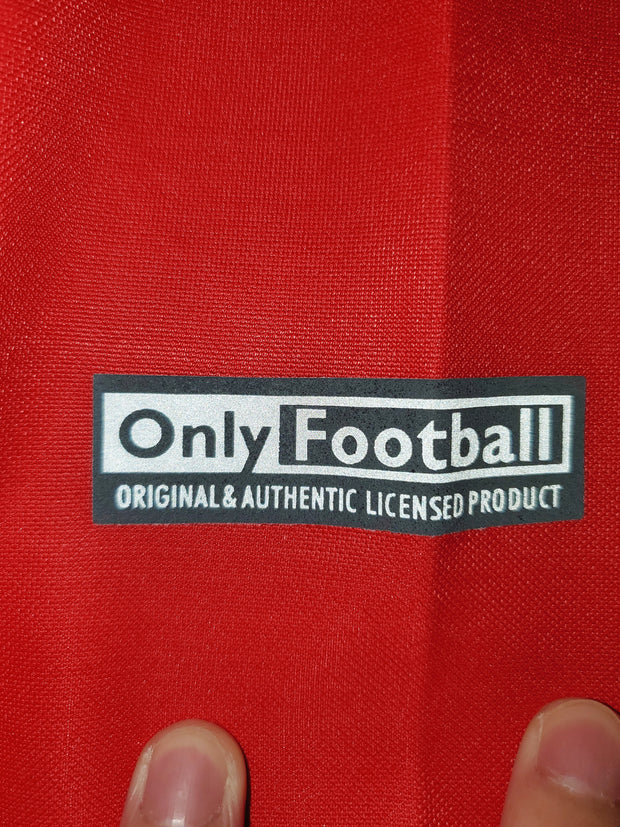 Only Football
ORIGINAL & AUTHENTIC LICENSED PRODUCT